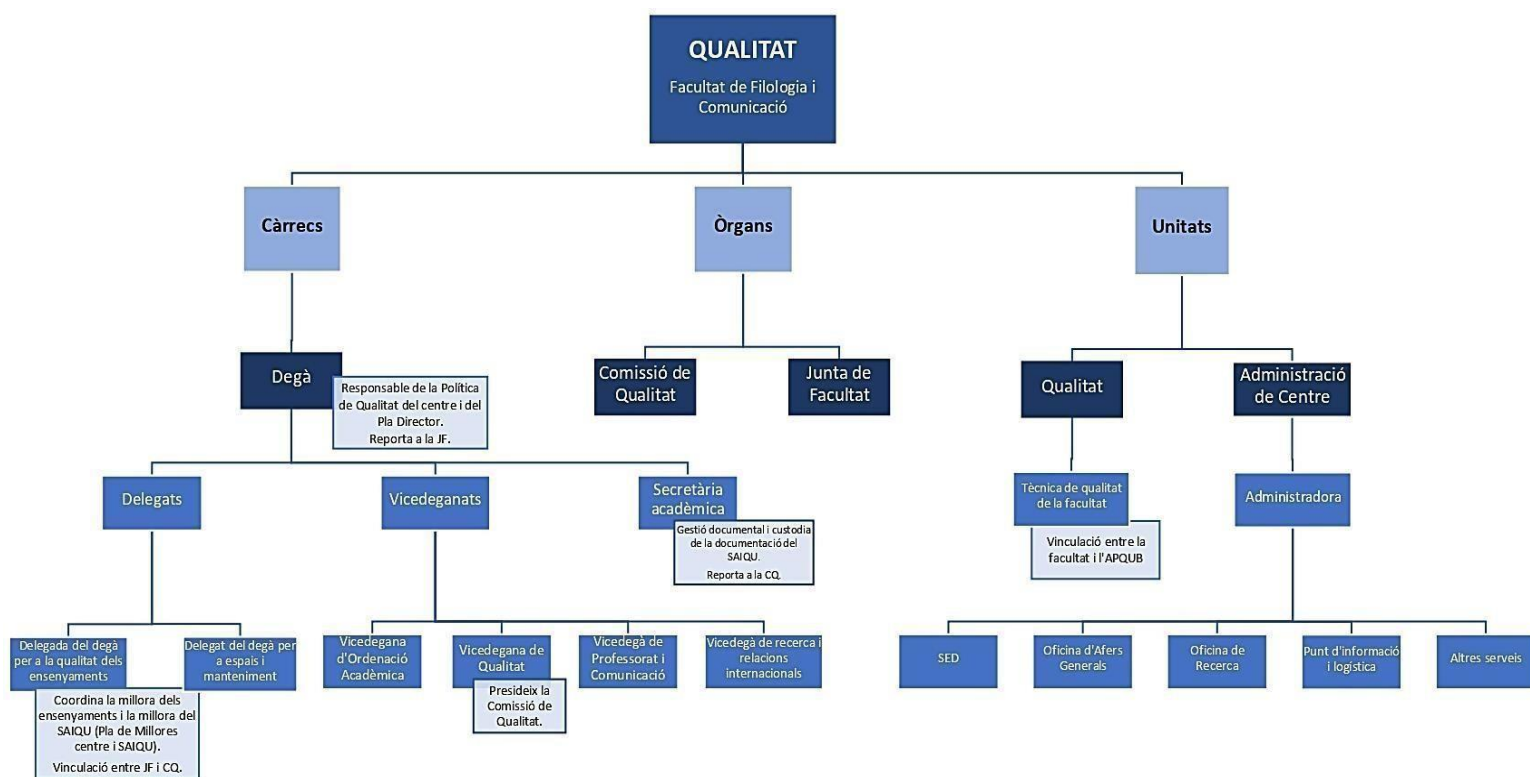 QUALITAT
Facultat de Filologia i
Comunicació
Càrrecs
Òrgans
Unitats
Degà
Responsable de la Política
de Qualitat del centre i del
Pla Director.
Reporta a la JF.
Comissió de
Qualitat
Junta de
Facultat
Qualitat
Administració
de Centre
Delegats
Vicedeganats
Secretària
acadèmica
Gestió documental i custodia
de la documentació del
SAIQU.
Reporta a la CQ.
Tècnica de qualitat
de la facultat
Vinculació entre la
facultat i l'APQUB
Administradora
Delegada del degà
per a la qualitat dels
ensenyaments
Coordina la millora dels
ensenyaments i la millora del
SAIQU (Pla de Millores
centre i SAIQU).
Vinculació entre JF i CQ.
Delegat del degà per
a espais i
manteniment
Vicedegana
d'Ordenació
Acadèmica
Vicedegana de
Qualitat
Presideix la
Comissió de
Qualitat.
Vicedegà de
Professorat i
Comunicació
Vicedegà de recerca i
relacions
internacionals
SED
Oficina d'Afers
Generals
Oficina de
Recerca
Punt d'informació
i logística
Altres serveis